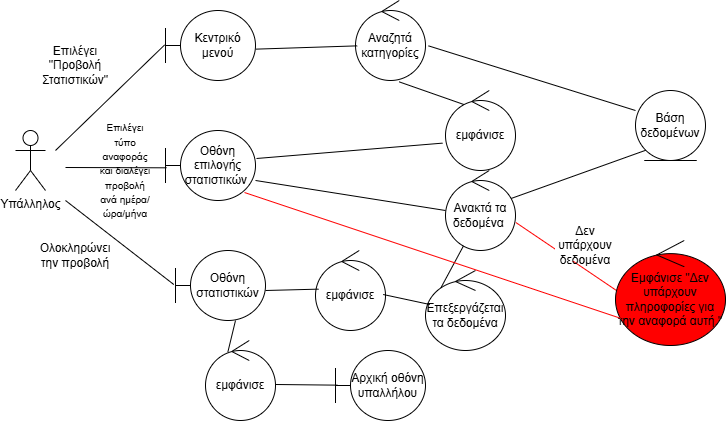 Επιλέγει
"Προβολή
Στατιστικών"
Κεντρικό
μενού
Αναζητά
κατηγορίες
Βάση
δεδομένων
εμφάνισε
Υπάλληλος
Επιλέγει
τύπο
αναφοράς
και διαλέγει
προβολή
ανά ημέρα/
ώρα/μήνα
Οθόνη
επιλογής
στατιστικών
Ανακτά τα
δεδομένα
Δεν
υπάρχουν
δεδομένα
Ολοκληρώνει
την προβολή
Οθόνη
στατιστικών
εμφάνισε
Επεξεργάζεται
τα δεδομένα
Εμφάνισε "Δεν
υπάρχουν
πληροφορίες για
την αναφορά αυτή."
εμφάνισε
Αρχική οθόνη
υπαλλήλου